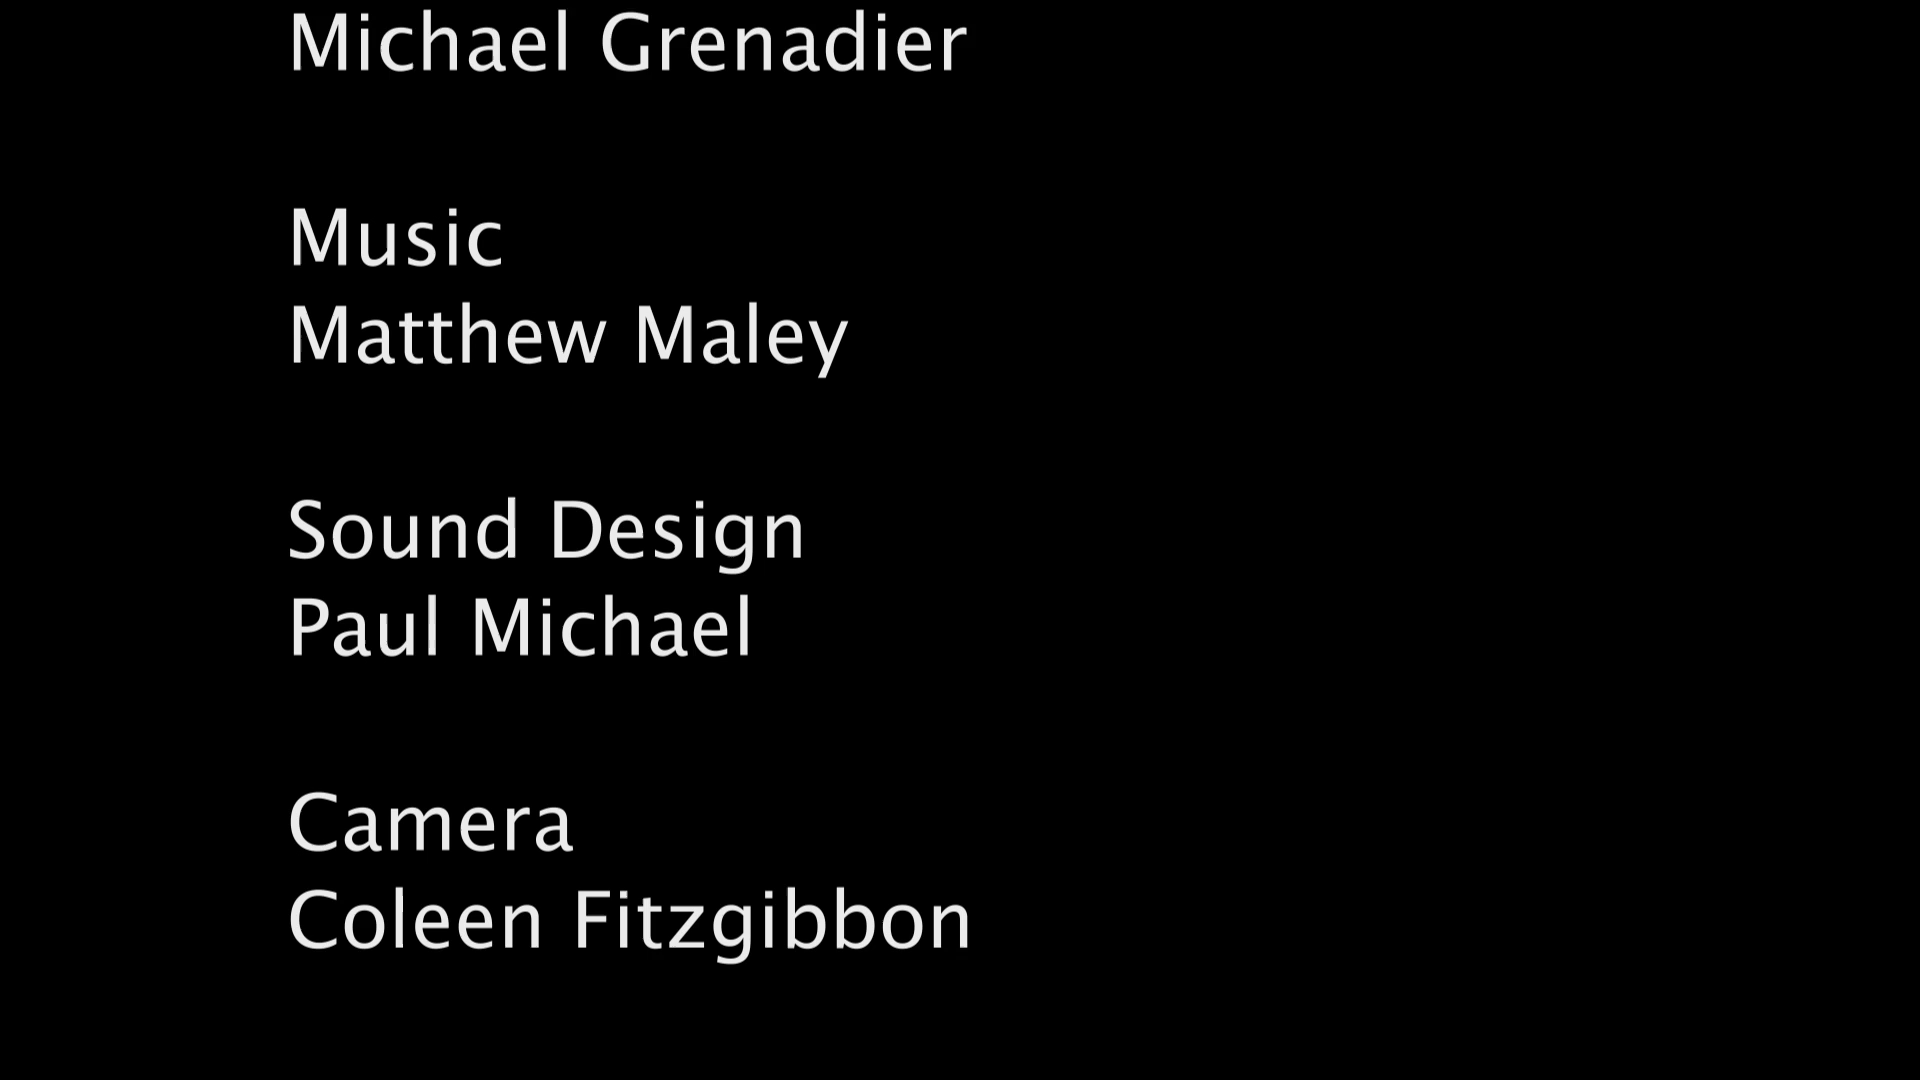 Michael Grenadier
Music
Matthew Maley
Sound Design
Paul Michael
Camera
Coleen Fitzgibbon